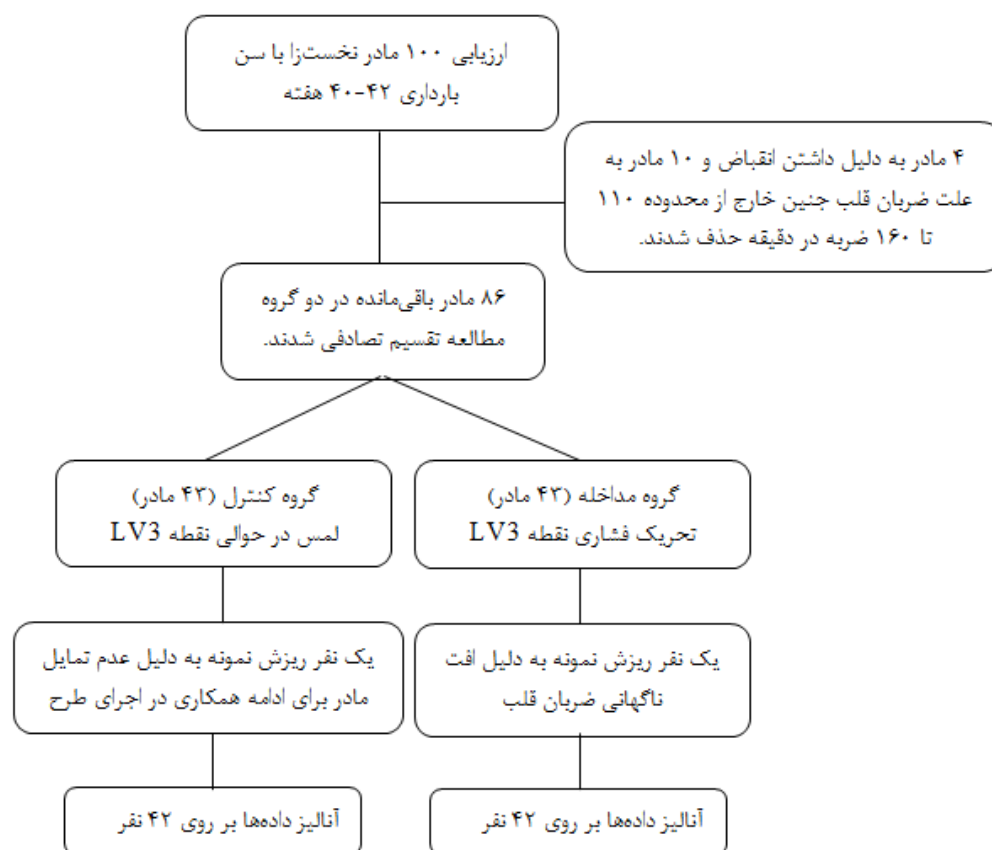 ارزیابی ۱۰۰ مادر نخست‌زا با سن
بارداری ۴۲-۴۰ هفته
۴ مادر به دلیل داشتن انقباض و ۱۰ مادر به
علت ضربان قلب جنین خارج از محدوده ۱۱۰
تا ۱۶۰ ضربه در دقیقه حذف شدند.
۸۶ مادر باقی‌مانده در دو گروه
مطالعه تقسیم تصادفی شدند.
گروه مداخله (۴۳ مادر)
تحریک فشاری نقطه LV3
گروه کنترل (۴۳ مادر)
لمس در حوالی نقطه LV3
یک نفر ریزش نمونه به دلیل افت
ناگهانی ضربان قلب
یک نفر ریزش نمونه به دلیل عدم تمایل
مادر برای ادامه همکاری در اجرای طرح
آنالیز داده‌ها بر روی ۴۲ نفر
آنالیز داده‌ها بر روی ۴۲ نفر